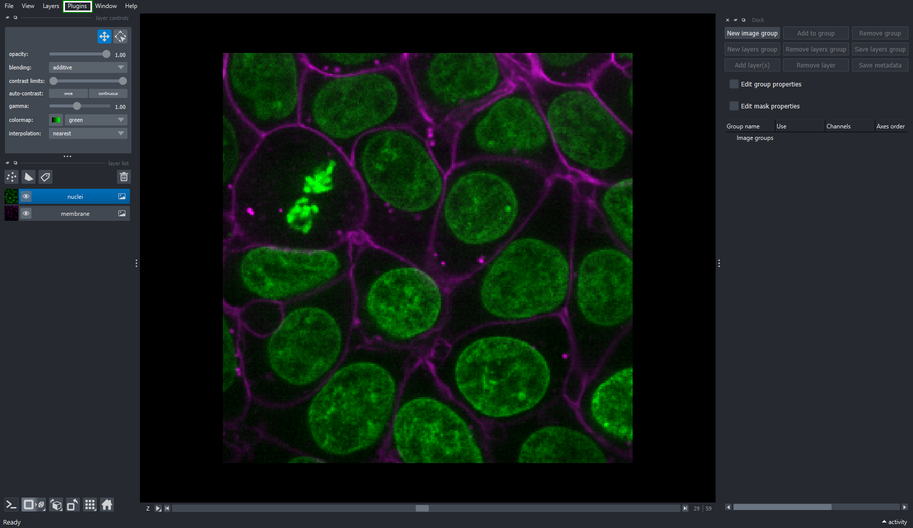 File View Layers Plugins Window Help
layer controls
opacity: 1.00
blending: additive
contrast limits:
auto-contrast: once continuous
gamma: 1.00
colormap: green
interpolation: nearest
layer list
nuclei
membrane
Z 29 59
Ready
Dock
New image group Add to group Remove group
New layers group Remove layers group Save layers group
Add layer(s) Remove layer Save metadata
Edit group properties
Edit mask properties
Group name Use Channels Axes order
Image groups
activity